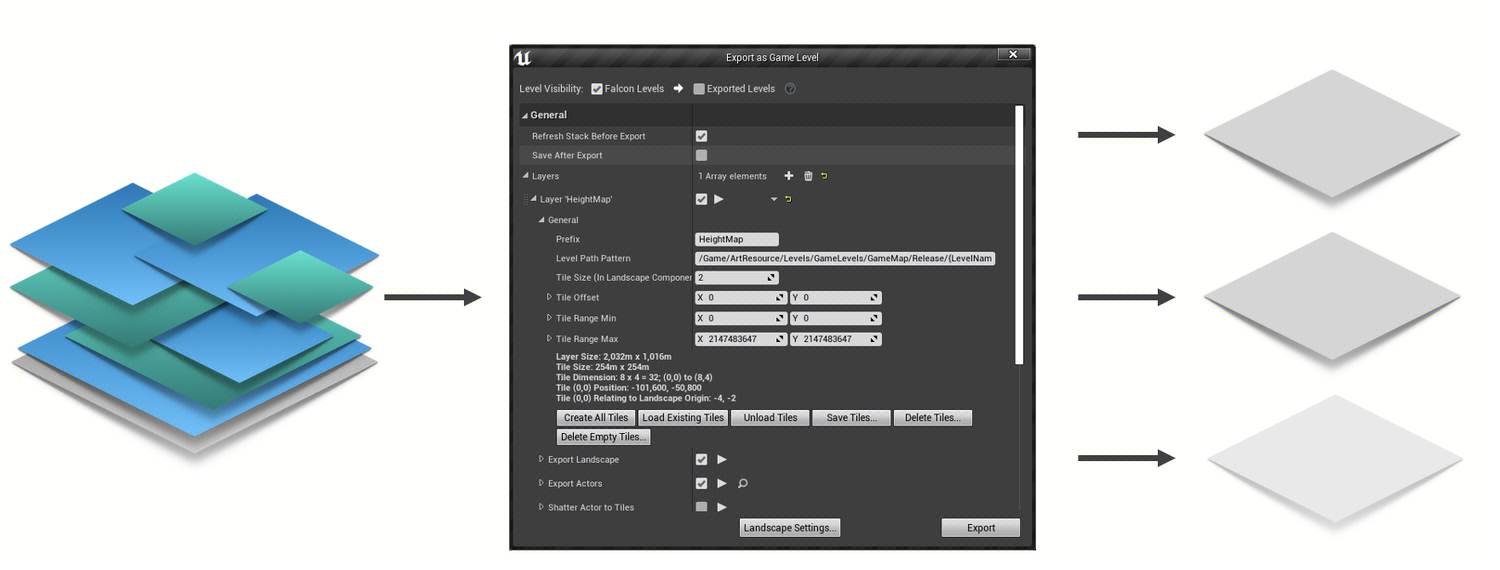 Export as Game Level
Level Visibility: Falcon Levels Exported Levels ?
General
Refresh Stack Before Export
Save After Export
Layers 1 Array elements
Layer 'HeightMap'
General
Prefix HeightMap
Level Path Pattern /Game/ArtResource/Levels/GameLevels/GameMap/Release/{LevelNam
Tile Size (In Landscape Componer 2
Tile Offset X 0 Y 0
Tile Range Min X 0 Y 0
Tile Range Max X 2147483647 Y 2147483647
Layer Size: 2,032m x 1,016m
Tile Size: 254m x 254m
Tile Dimension: 8 x 4 = 32; (0,0) to (8,4)
Tile (0,0) Position: -101,600, -50,800
Tile (0,0) Relating to Landscape Origin: -4, -2
Create All Tiles Load Existing Tiles Unload Tiles Save Tiles... Delete Tiles...
Delete Empty Tiles...
Export Landscape
Export Actors
Shatter Actor to Tiles
Landscape Settings... Export